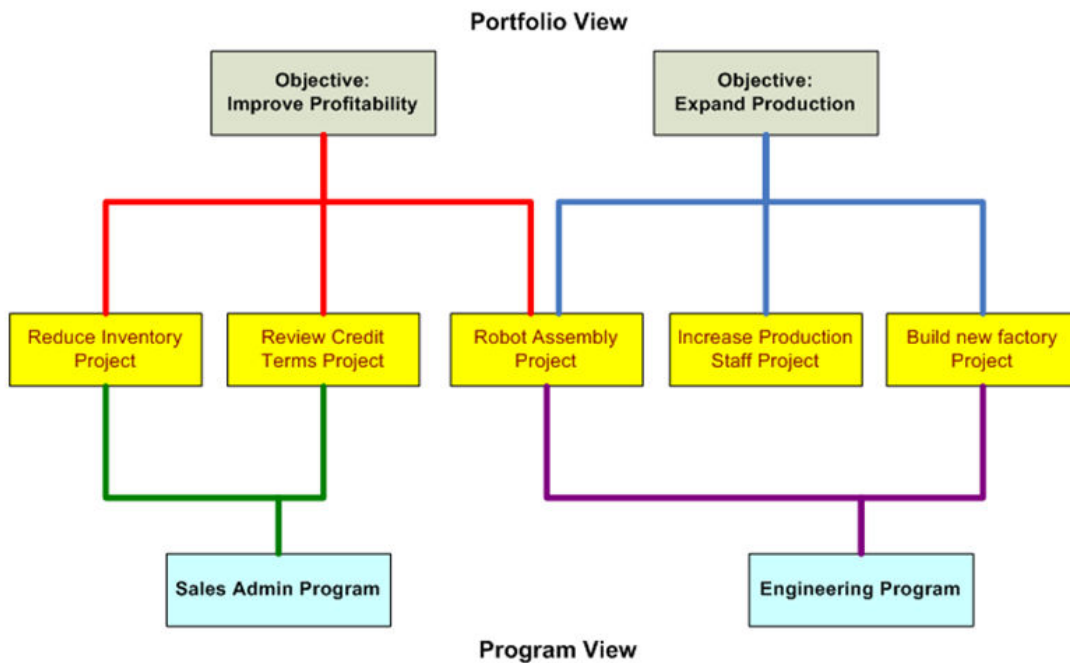 Portfolio View
Objective:
Improve Profitability
Objective:
Expand Production
Reduce Inventory
Project
Review Credit
Terms Project
Robot Assembly
Project
Increase Production
Staff Project
Build new factory
Project
Sales Admin Program
Engineering Program
Program View